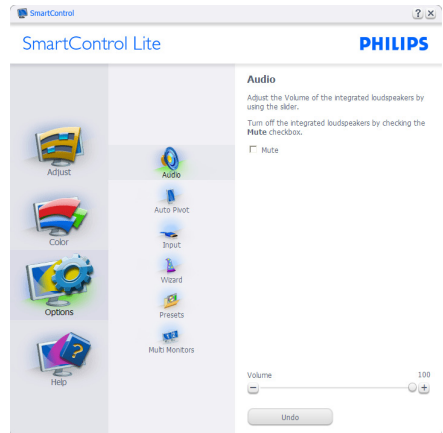 SmartControl
SmartControl Lite
PHILIPS
Adjust
Color
Options
Help
Audio
Auto Pivot
Input
Wizard
Presets
Multi Monitors
Audio
Adjust the Volume of the integrated loudspeakers by
using the slider.
Turn off the integrated loudspeakers by checking the
Mute checkbox.
Mute
Volume 100
Undo